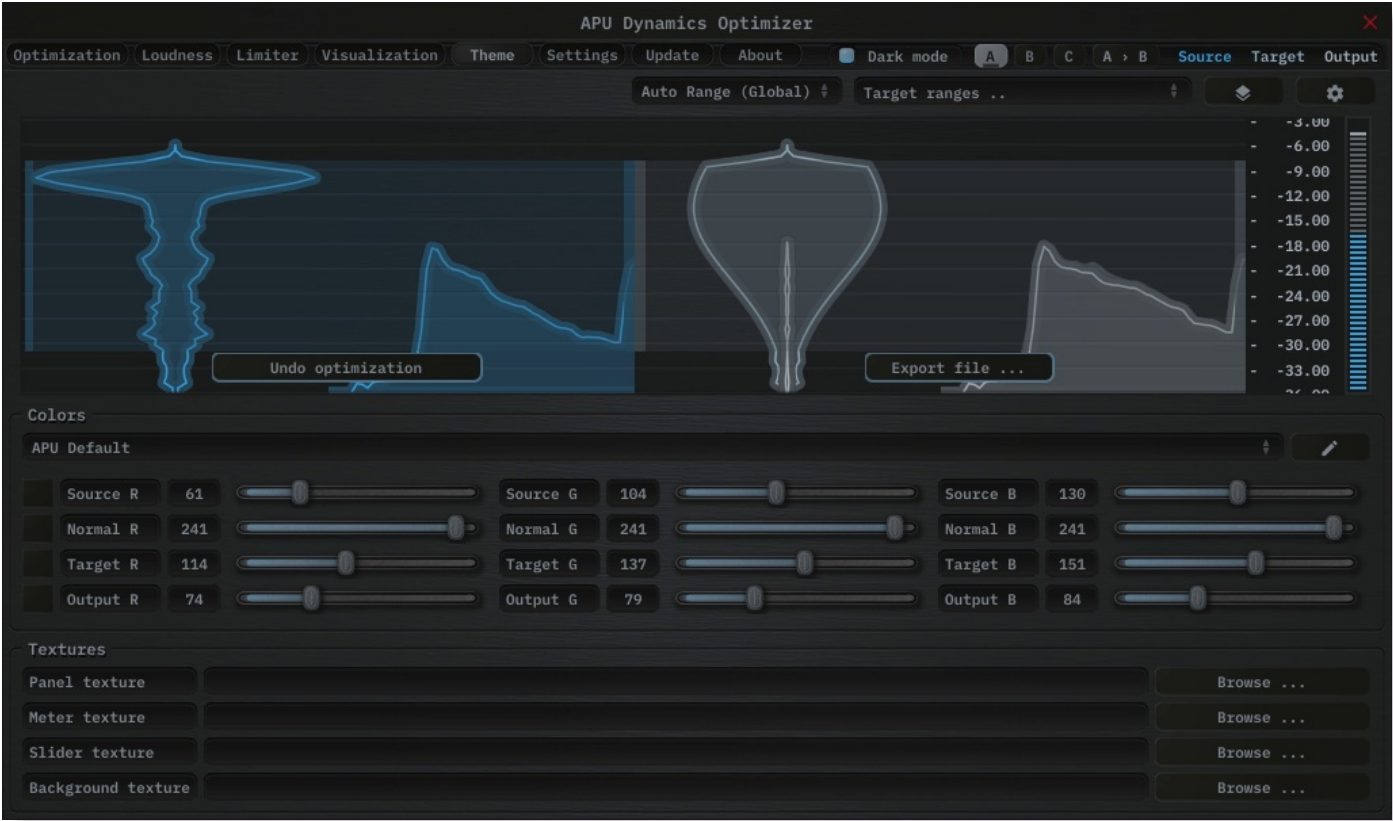 APU Dynamics Optimizer
Optimization Loudness Limiter Visualization Theme Settings Update About Dark mode A B C A › B Source Target Output
Auto Range (Global) Target ranges ..
- -3.00
- -6.00
- -9.00
- -12.00
- -15.00
- -18.00
- -21.00
- -24.00
- -27.00
- -30.00
- -33.00
Undo optimization Export file ...
Colors
APU Default
Source R 61 Source G 104 Source B 130
Normal R 241 Normal G 241 Normal B 241
Target R 114 Target G 137 Target B 151
Output R 74 Output G 79 Output B 84
Textures
Panel texture Browse ...
Meter texture Browse ...
Slider texture Browse ...
Background texture Browse ...